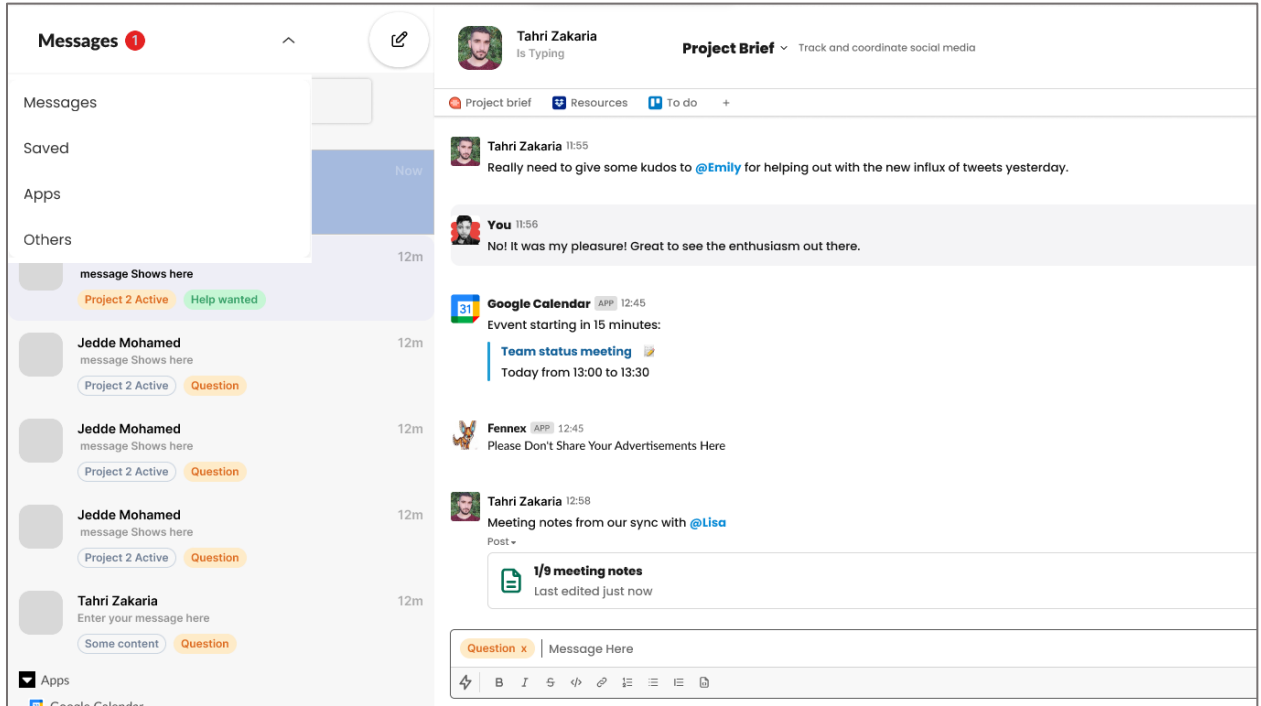 Messages 1
Messages
Saved
Apps
Others
Now
12m
message Shows here
Project 2 Active Help wanted
Jedde Mohamed 12m
message Shows here
Project 2 Active Question
Jedde Mohamed 12m
message Shows here
Project 2 Active Question
Jedde Mohamed 12m
message Shows here
Project 2 Active Question
Tahri Zakaria 12m
Enter your message here
Some content Question
Apps
Google Calendar
Tahri Zakaria
Is Typing
Project Brief Track and coordinate social media
Project brief Resources To do +
Tahri Zakaria 11:55
Really need to give some kudos to @Emily for helping out with the new influx of tweets yesterday.
You 11:56
No! It was my pleasure! Great to see the enthusiasm out there.
31
Google Calendar APP 12:45
Evvent starting in 15 minutes:
Team status meeting
Today from 13:00 to 13:30
Fennex APP 12:45
Please Don't Share Your Advertisements Here
Tahri Zakaria 12:58
Meeting notes from our sync with @Lisa
Post
1/9 meeting notes
Last edited just now
Question x Message Here
B I S </>